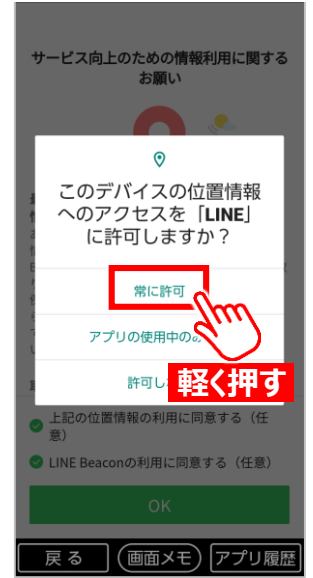 サービス向上のための情報利用に関する
お願い
このデバイスの位置情報
へのアクセスを「LINE」
に許可しますか？
常に許可
アプリの使用中の
許可し
軽く押す
上記の位置情報の利用に同意する（任
意）
LINE Beaconの利用に同意する（任意）
OK
戻る
画面メモ
アプリ履歴